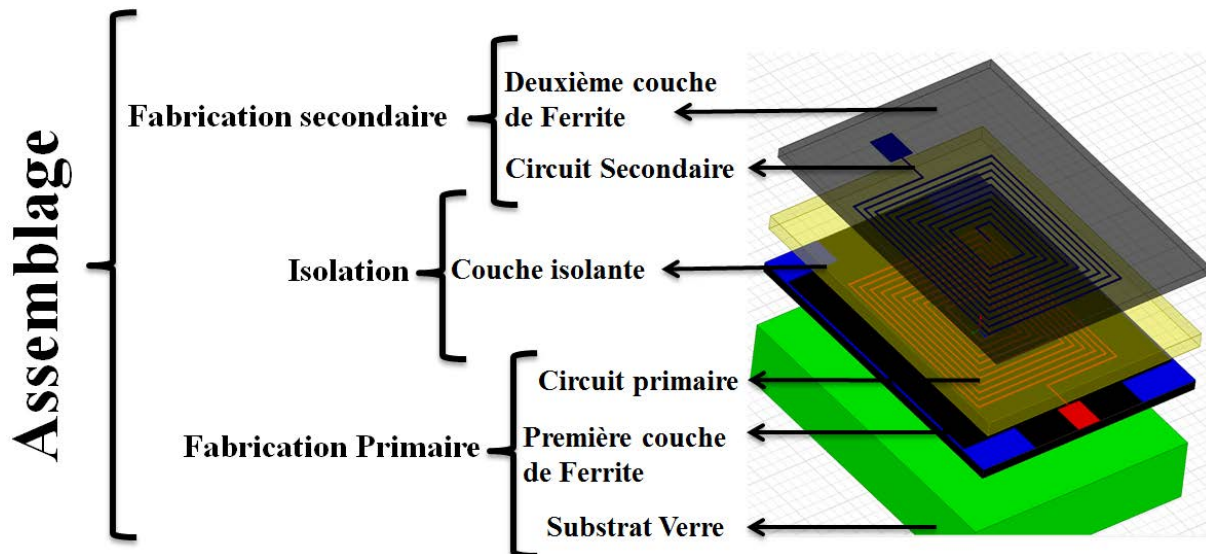 Assemblage
Fabrication secondaire
Deuxième couche
de Ferrite
Circuit Secondaire
Isolation
Couche isolante
Fabrication Primaire
Circuit primaire
Première couche
de Ferrite
Substrat Verre